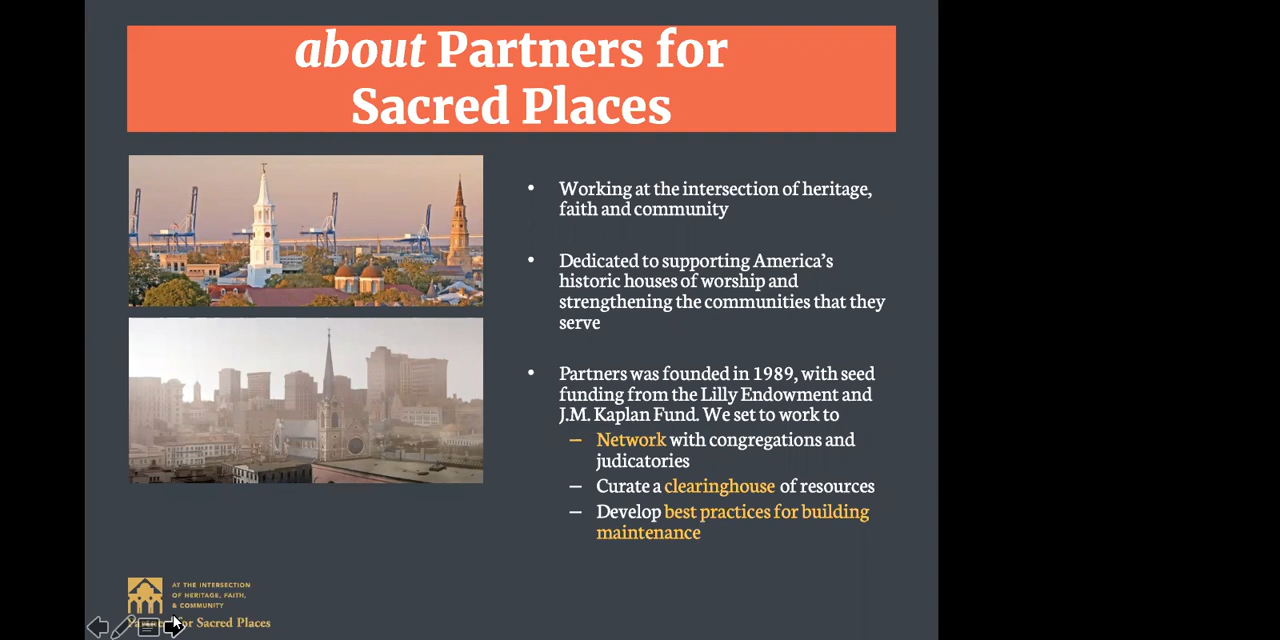 about Partners for
Sacred Places
• Working at the intersection of heritage,
faith and community
• Dedicated to supporting America’s
historic houses of worship and
strengthening the communities that they
serve
• Partners was founded in 1989, with seed
funding from the Lilly Endowment and
J.M. Kaplan Fund. We set to work to
– Network with congregations and
judicatories
– Curate a clearinghouse of resources
– Develop best practices for building
maintenance
AT THE INTERSECTION
OF HERITAGE, FAITH,
& COMMUNITY
Sacred Places